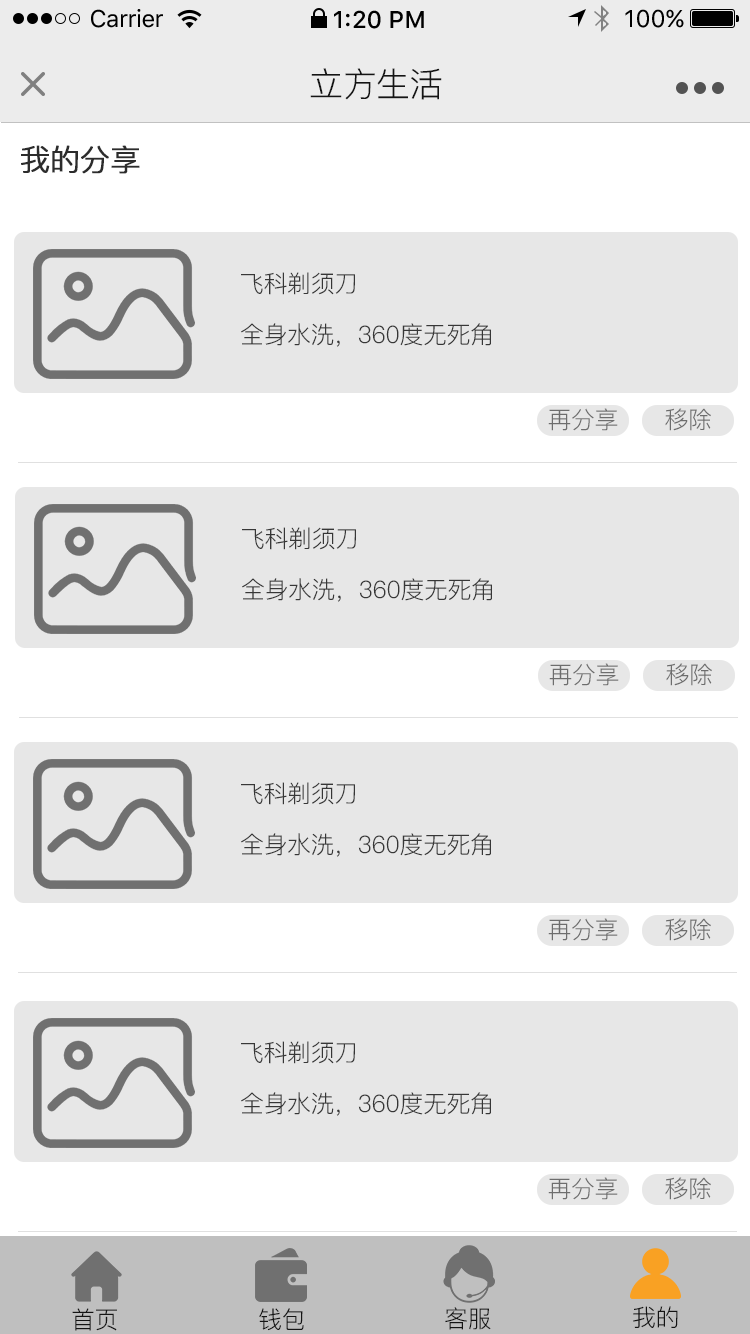 Carrier 1:20 PM 100%
立方生活
我的分享
飞科剃须刀
全身水洗，360度无死角
再分享 移除
飞科剃须刀
全身水洗，360度无死角
再分享 移除
飞科剃须刀
全身水洗，360度无死角
再分享 移除
飞科剃须刀
全身水洗，360度无死角
再分享 移除
首页 钱包 客服 我的